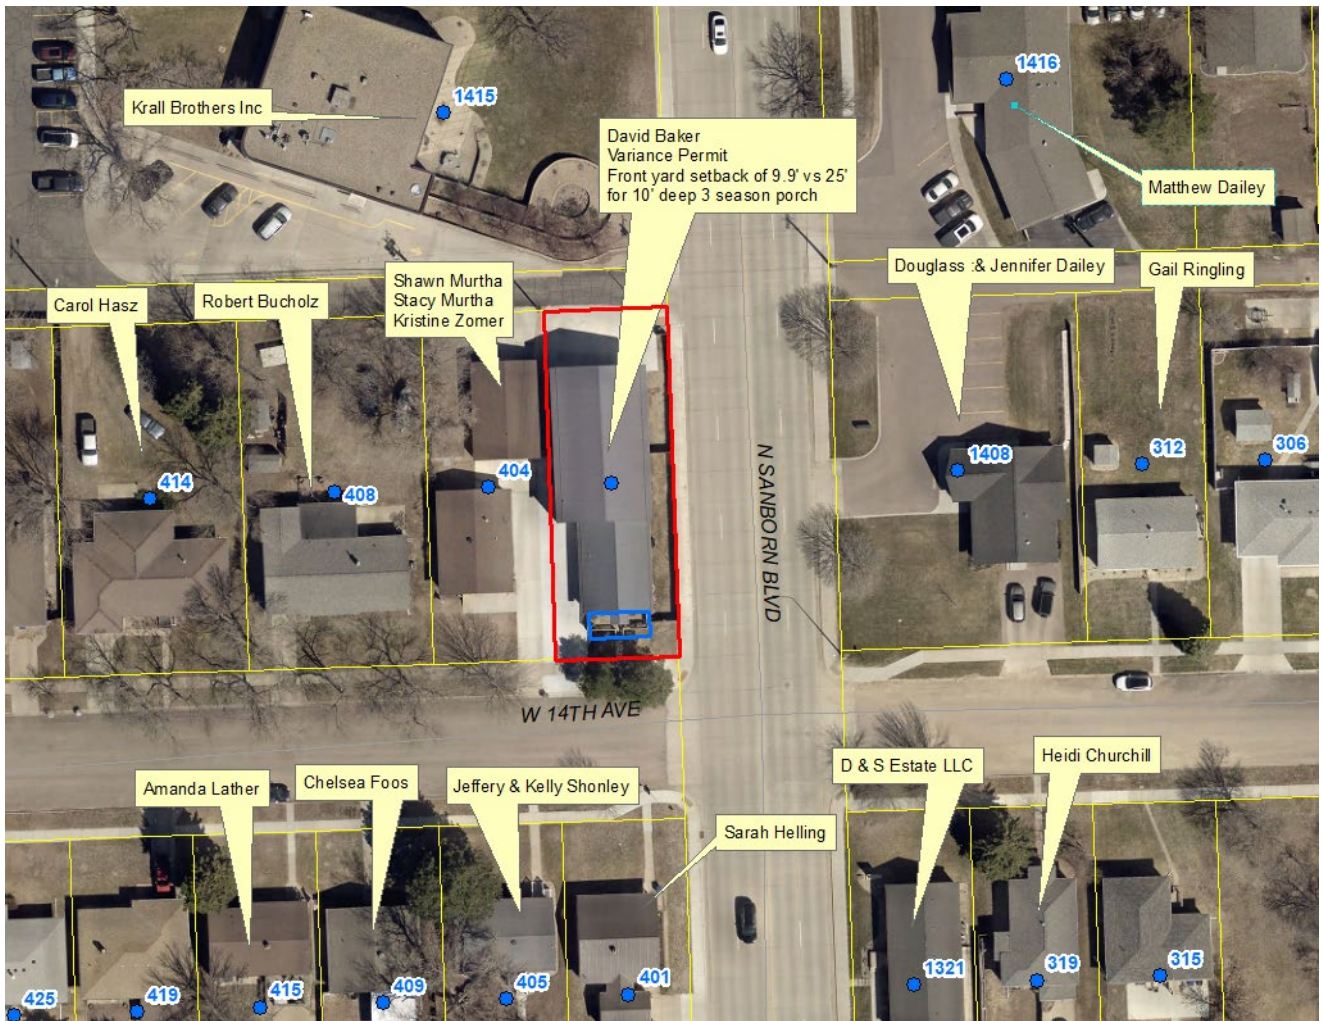 1416
1415
Krall Brothers Inc
David Baker
Variance Permit
Front yard setback of 9.9' vs 25'
for 10' deep 3 season porch
Matthew Dailey
Carol Hasz
Robert Bucholz
Shawn Murtha
Stacy Murtha
Kristine Zomer
Douglass :& Jennifer Dailey
Gail Ringling
414
408
404
N SANBORN BLVD
1408
312
306
W 14TH AVE
Amanda Lather
Chelsea Foos
Jeffery & Kelly Shonley
Sarah Helling
D & S Estate LLC
Heidi Churchill
425
419
415
409
405
401
1321
319
315